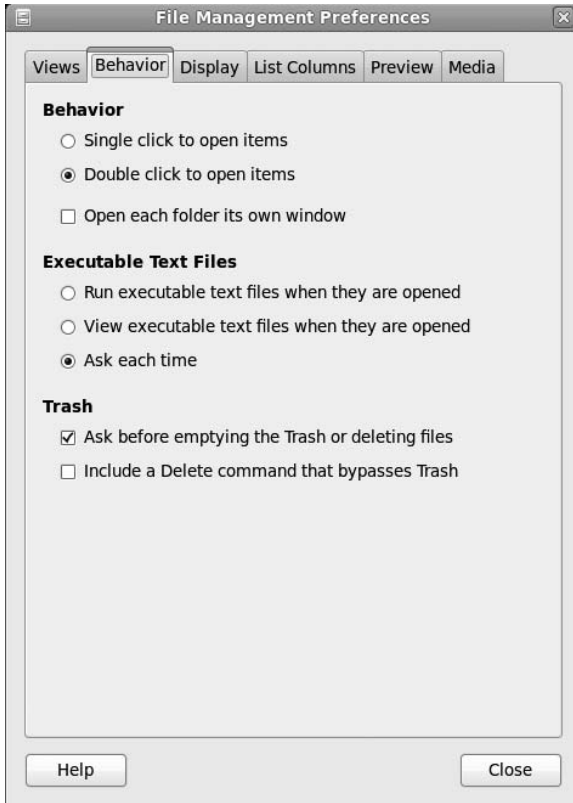 File Management Preferences
Views Behavior Display List Columns Preview Media
Behavior
Single click to open items
Double click to open items
Open each folder its own window
Executable Text Files
Run executable text files when they are opened
View executable text files when they are opened
Ask each time
Trash
Ask before emptying the Trash or deleting files
Include a Delete command that bypasses Trash
Help Close